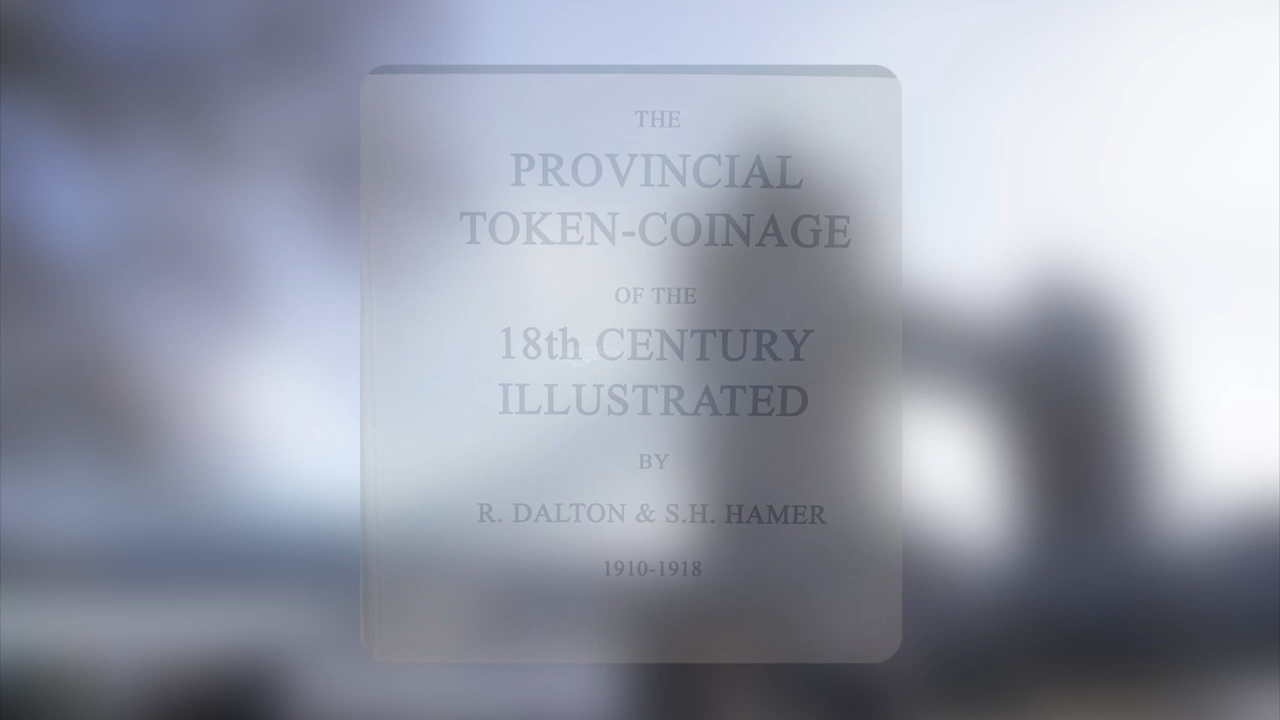 THE
PROVINCIAL
TOKEN-COINAGE
OF THE
18th CENTURY
ILLUSTRATED
BY
R. DALTON & S.H. HAMER
1910-1918